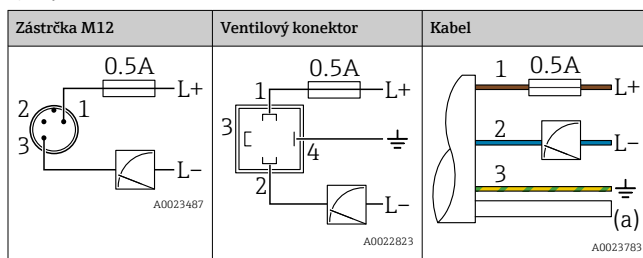 Zástrčka M12
Ventilový konektor
Kabel
0.5A
L+
2
1
3
L–
A0023487
0.5A
1
L+
3
4
2
L–
A0022823
1
0.5A
L+
2
L–
3
(a)
A0023783